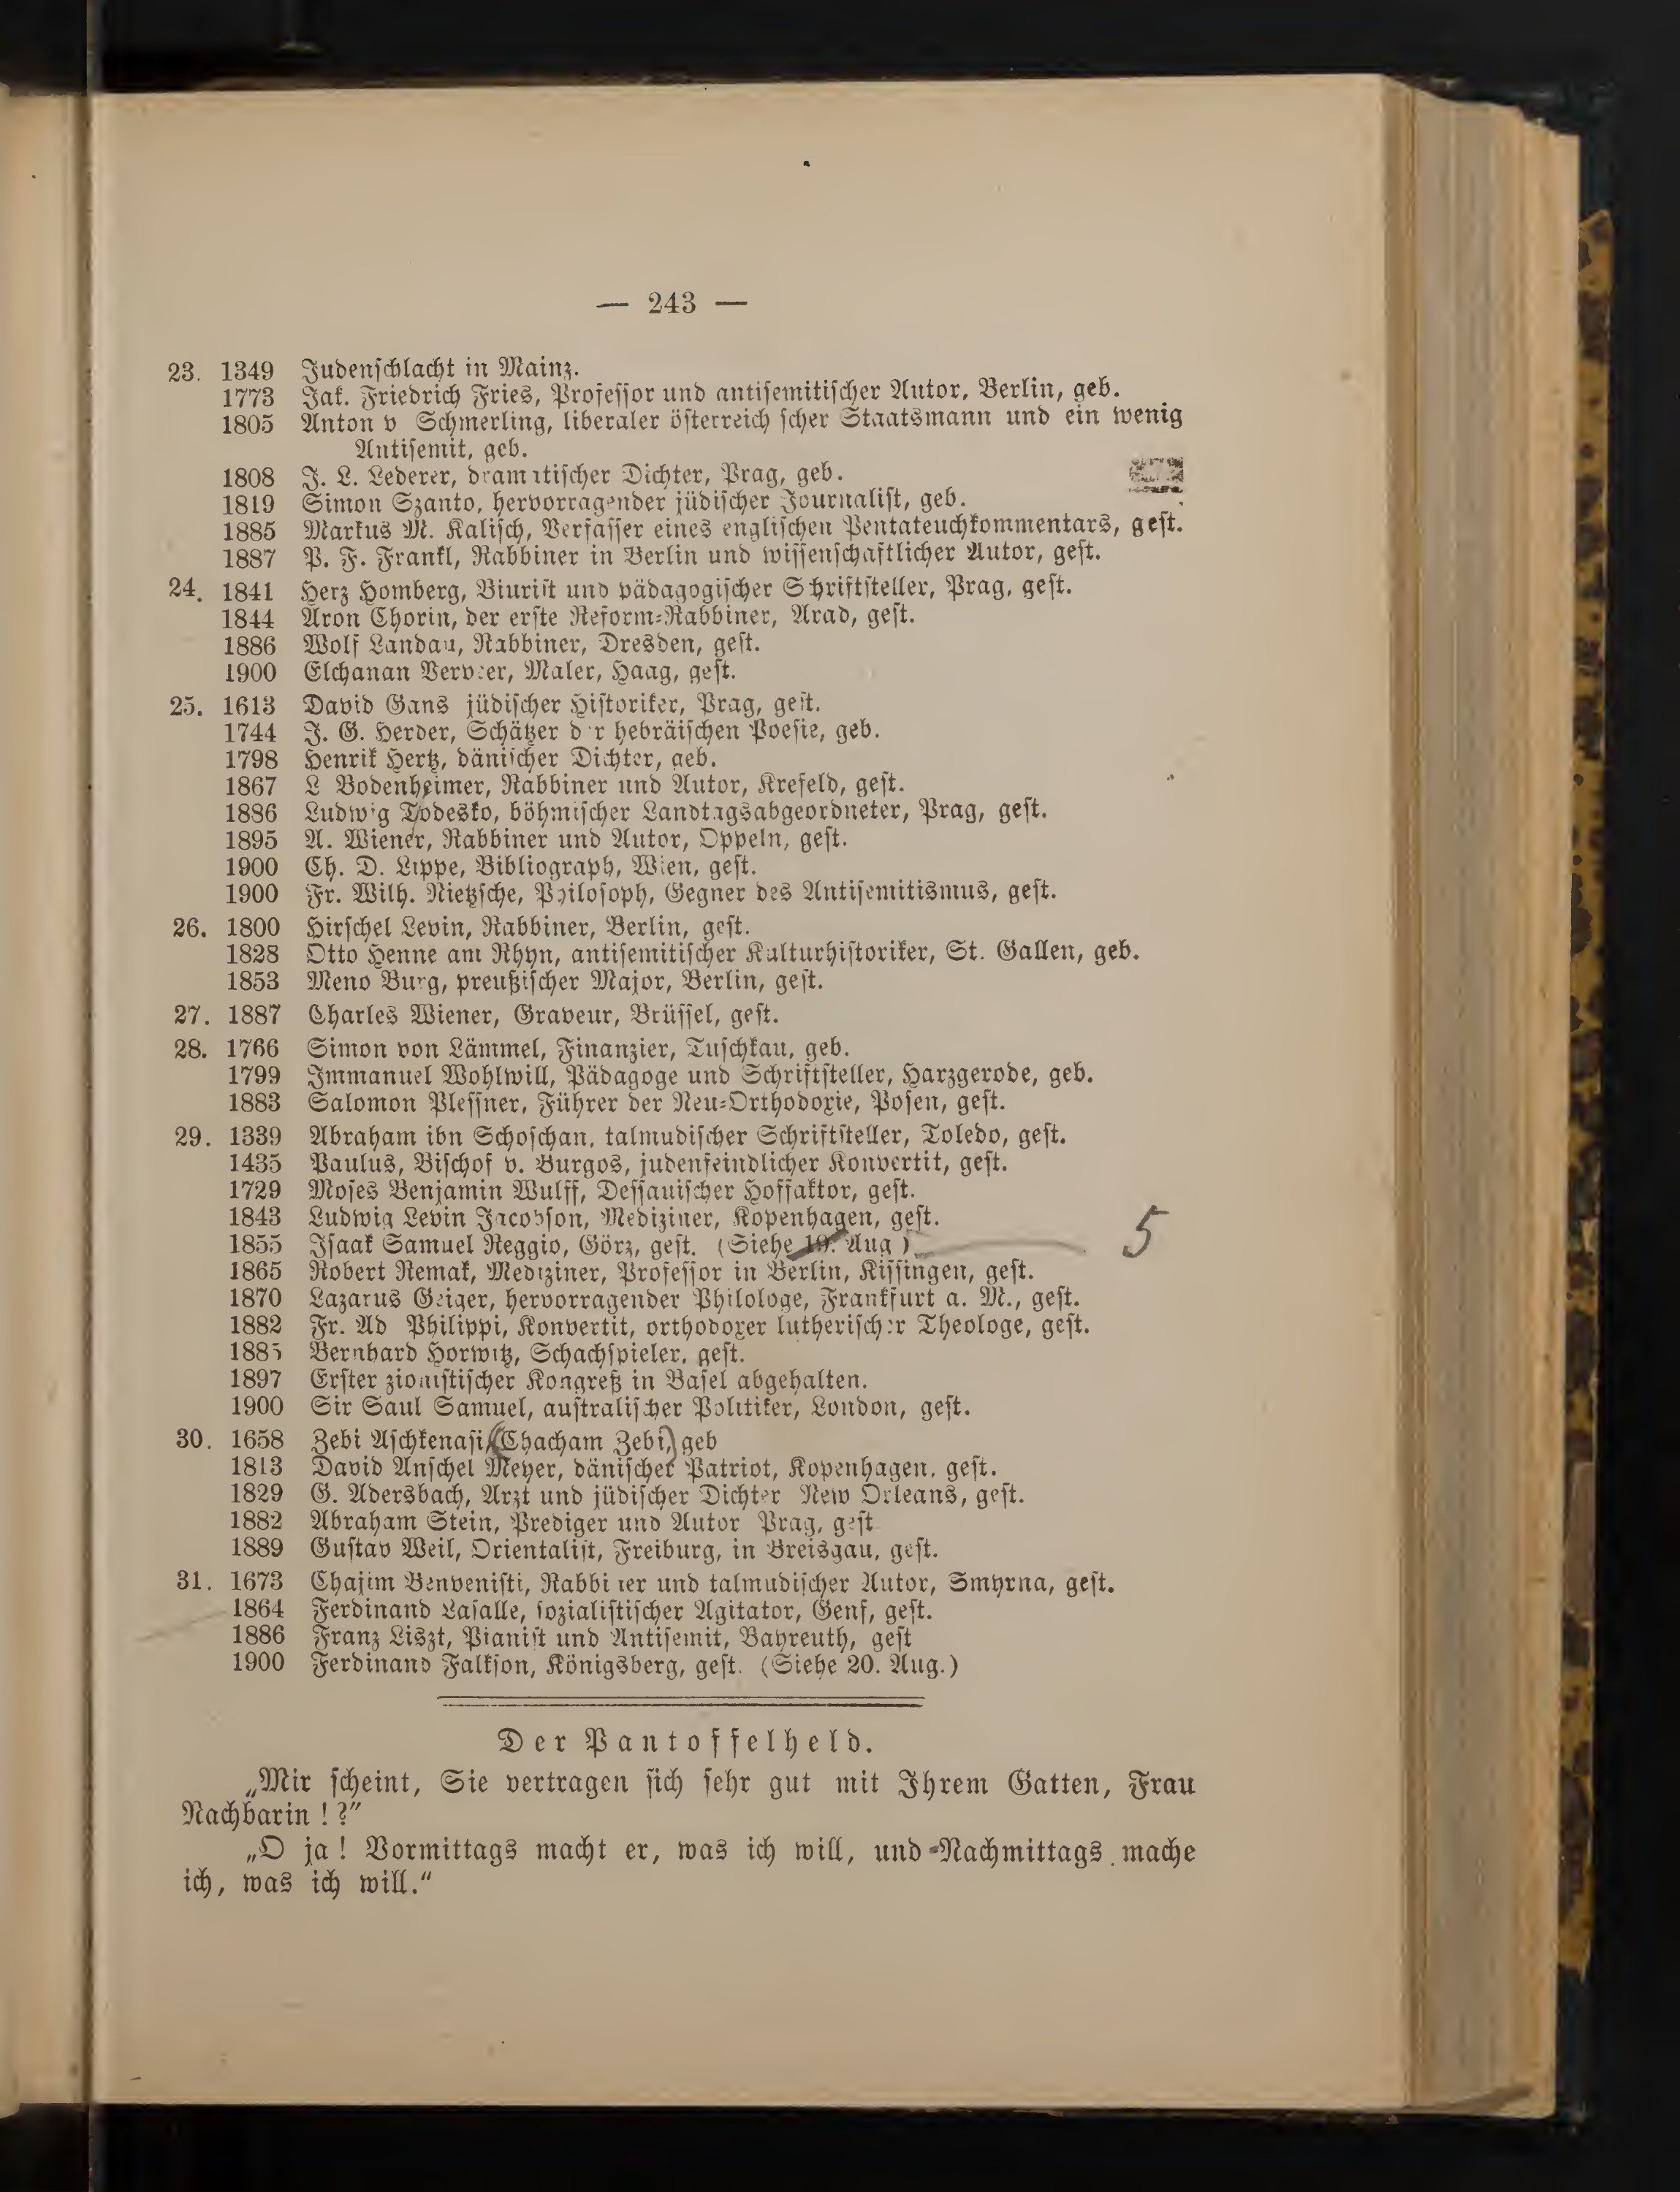 — 243 —
23. 1349 Judenschlacht in Mainz.
1773 Jak. Friedrich Fries, Professor und antisemitischer Autor, Berlin, geb.
1805 Anton v Schmerling, liberaler österreich scher Staatsmann und ein wenig
Antisemit, geb.
1808 J. L. Lederer, dramatischer Dichter, Prag, geb.
1819 Simon Szanto, hervorragender jüdischer Journalist, geb.
1885 Markus M. Kalisch, Verfasser eines englischen Pentateuchkommentars, gest.
1887 P. F. Frankl, Rabbiner in Berlin und wissenschaftlicher Autor, gest.
24. 1841 Herz Homberg, Biurist und pädagogischer Schriftsteller, Prag, gest.
1844 Aron Chorin, der erste Reform-Rabbiner, Arad, gest.
1886 Wolf Landau, Rabbiner, Dresden, gest.
1900 Elchanan Verveer, Maler, Haag, gest.
25. 1613 David Gans jüdischer Historiker, Prag, gest.
1744 J. G. Herder, Schätzer der hebräischen Poesie, geb.
1798 Henrik Hertz, dänischer Dichter, geb.
1867 L Bodenheimer, Rabbiner und Autor, Krefeld, gest.
1886 Ludwig Todesko, böhmischer Landtagsabgeordneter, Prag, gest.
1895 A. Wiener, Rabbiner und Autor, Oppeln, gest.
1900 Ch. D. Lippe, Bibliograph, Wien, gest.
1900 Fr. Wilh. Nietzsche, Philosoph, Gegner des Antisemitismus, gest.
26. 1800 Hirschel Levin, Rabbiner, Berlin, gest.
1828 Otto Henne am Rhyn, antisemitischer Kulturhistoriker, St. Gallen, geb.
1853 Meno Burg, preußischer Major, Berlin, gest.
27. 1887 Charles Wiener, Graveur, Brüssel, gest.
28. 1766 Simon von Lämmel, Finanzier, Tuschkau, geb.
1799 Immanuel Wohlwill, Pädagoge und Schriftsteller, Harzgerode, geb.
1883 Salomon Plessner, Führer der Neu-Orthodoxie, Posen, gest.
29. 1339 Abraham ibn Schoschan, talmudischer Schriftsteller, Toledo, gest.
1435 Paulus, Bischof v. Burgos, judenfeindlicher Konvertit, gest.
1729 Moses Benjamin Wulff, Dessauischer Hoffaktor, gest.
1843 Ludwig Levin Jacobson, Mediziner, Kopenhagen, gest.
1855 Isaak Samuel Reggio, Görz, gest. (Siehe 19. Aug ) 5
1865 Robert Remak, Mediziner, Professor in Berlin, Kissingen, gest.
1870 Lazarus Geiger, hervorragender Philologe, Frankfurt a. M., gest.
1882 Fr. Ad Philippi, Konvertit, orthodoxer lutherischer Theologe, gest.
1885 Bernhard Horwitz, Schachspieler, gest.
1897 Erster zionistischer Kongreß in Basel abgehalten.
1900 Sir Saul Samuel, australischer Politiker, London, gest.
30. 1658 Zebi Aschkenasi (Chacham Zebi,) geb
1813 David Anschel Meyer, dänischer Patriot, Kopenhagen, gest.
1829 G. Adersbach, Arzt und jüdischer Dichter New Orleans, gest.
1882 Abraham Stein, Prediger und Autor Prag, gest
1889 Gustav Weil, Orientalist, Freiburg, in Breisgau, gest.
31. 1673 Chajim Benvenisti, Rabbiner und talmudischer Autor, Smyrna, gest.
1864 Ferdinand Lasalle, sozialistischer Agitator, Genf, gest.
1886 Franz Liszt, Pianist und Antisemit, Bayreuth, gest
1900 Ferdinand Falkson, Königsberg, gest. (Siehe 20. Aug.)
Der Pantoffelheld.
„Mir scheint, Sie vertragen sich sehr gut mit Ihrem Gatten, Frau
Nachbarin ! ?"
„O ja! Vormittags macht er, was ich will, und Nachmittags mache
ich, was ich will."